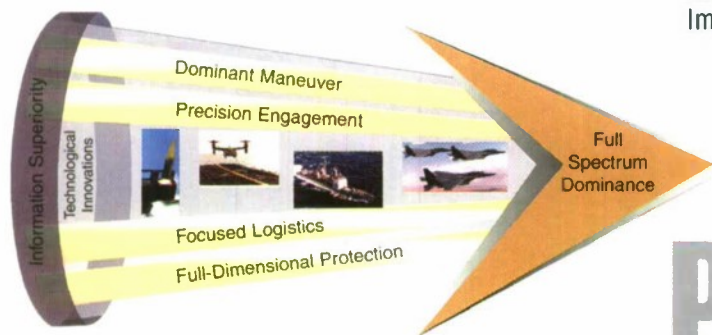 Im
Dominant Maneuver
Precision Engagement
Information Superiority
Technological
Innovations
Full
Spectrum
Dominance
Focused Logistics
Full-Dimensional Protection
P